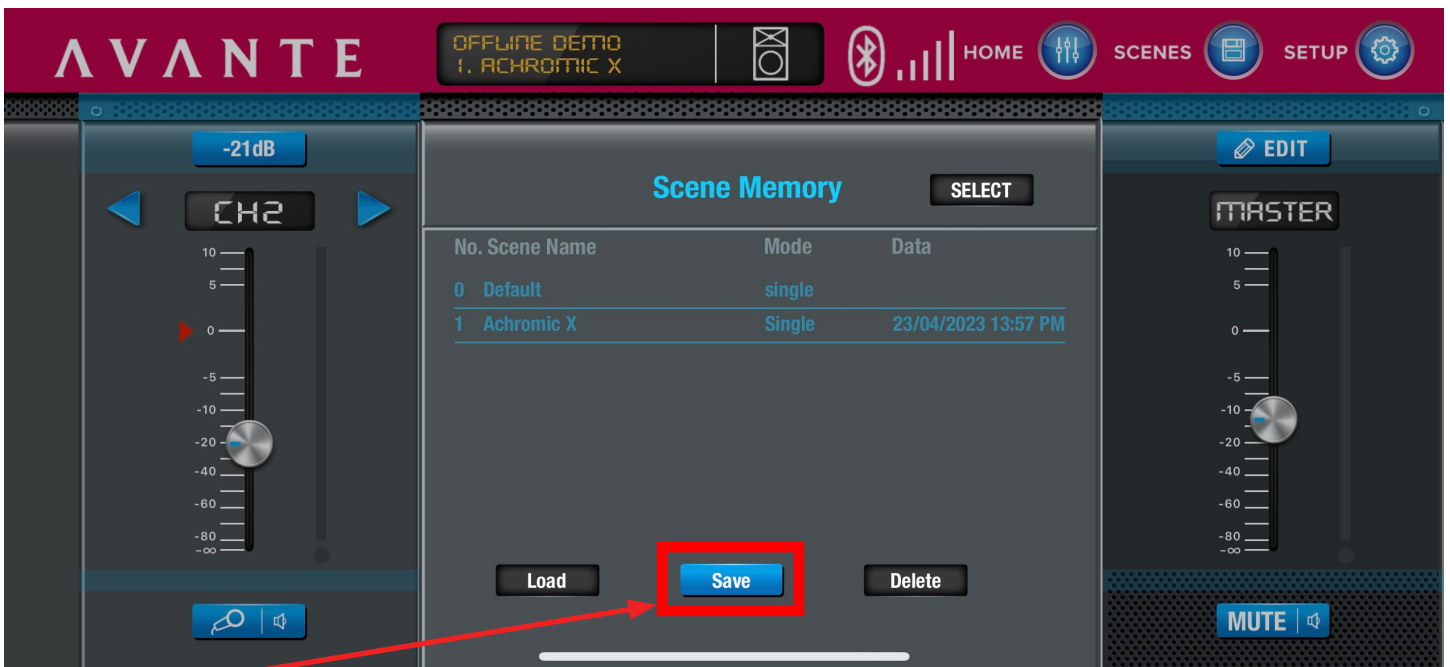 AVANTE
OFFLINE DEMO
1. ACHROMIC X
HOME
SCENES
SETUP
-21dB
CH2
10
5
0
-5
-10
-20
-40
-60
-80
-∞
Scene Memory
SELECT
No. Scene Name Mode Data
0 Default single
1 Achromic X Single 23/04/2023 13:57 PM
Load
Save
Delete
EDIT
MASTER
10
5
0
-5
-10
-20
-40
-60
-80
-∞
MUTE